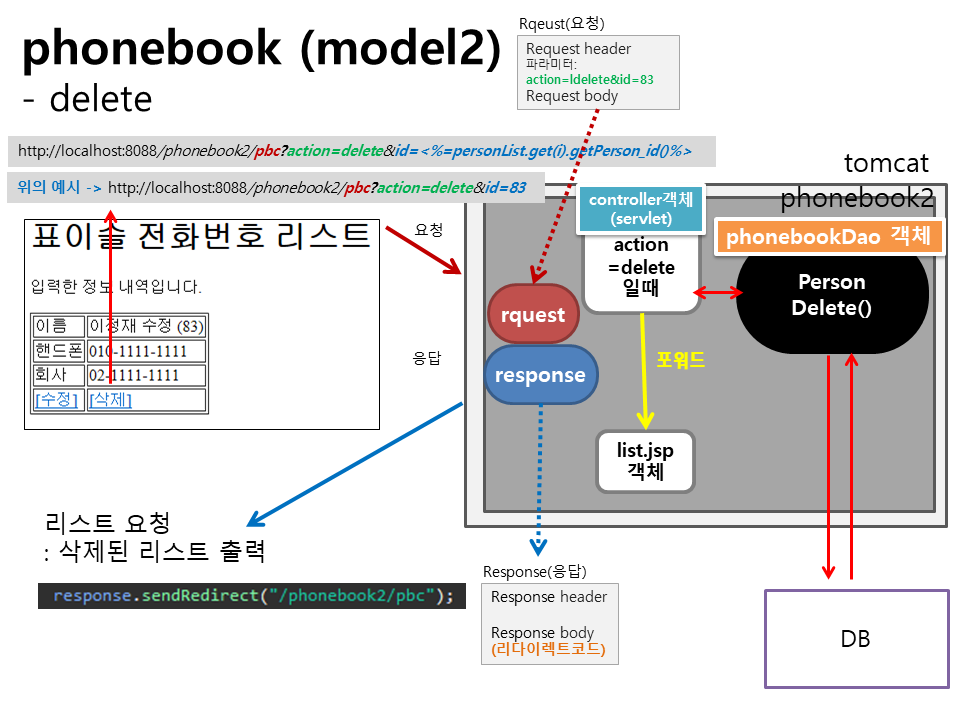 phonebook (model2)
- delete
Rqeust(요청)
Request header
파라미터:
action=ldelete&id=83
Request body
http://localhost:8088/phonebook2/pbc?action=delete&id=<%=personList.get(i).getPerson_id()%>
위의 예시 -> http://localhost:8088/phonebook2/pbc?action=delete&id=83
tomcat
phonebook2
표이슬 전화번호 리스트
입력한 정보 내역입니다.
이름 이정재 수정 (83)
핸드폰 010-1111-1111
회사 02-1111-1111
[수정] [삭제]
요청
응답
controller객체
(servlet)
action
=delete
일때
phonebookDao 객체
Person
Delete()
rquest
response
포워드
list.jsp
객체
리스트 요청
: 삭제된 리스트 출력
response.sendRedirect("/phonebook2/pbc");
Response(응답)
Response header
Response body
(리다이렉트코드)
DB